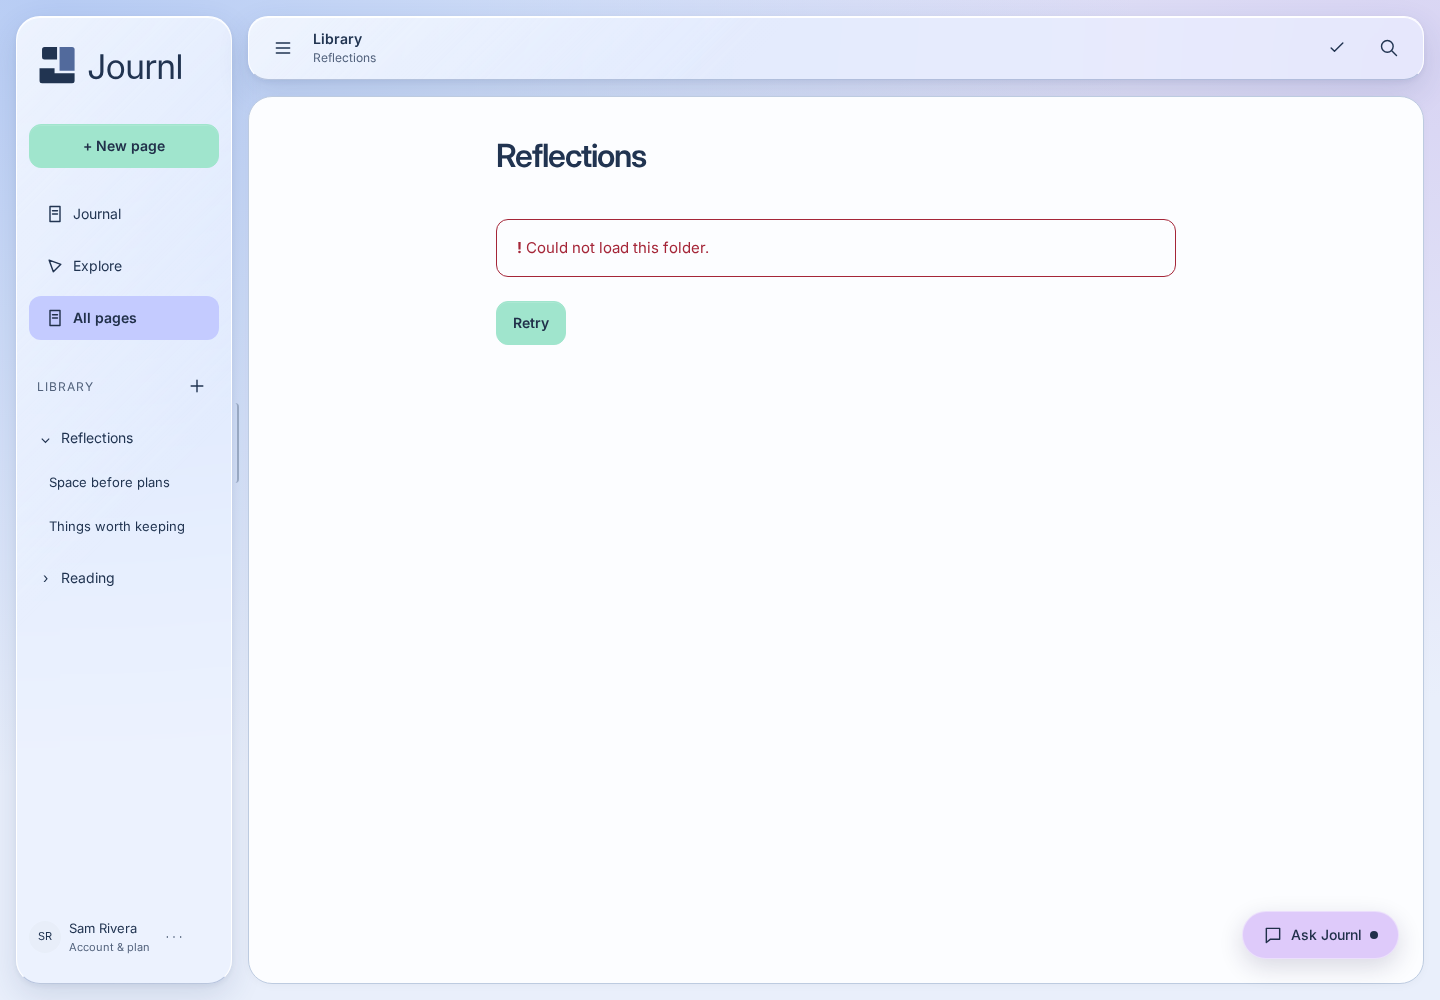 Journl
+ New page
Journal
Explore
All pages
LIBRARY
Reflections
Space before plans
Things worth keeping
Reading
SR
Sam Rivera
Account & plan
...
Library
Reflections
Reflections
! Could not load this folder.
Retry
Ask Journl